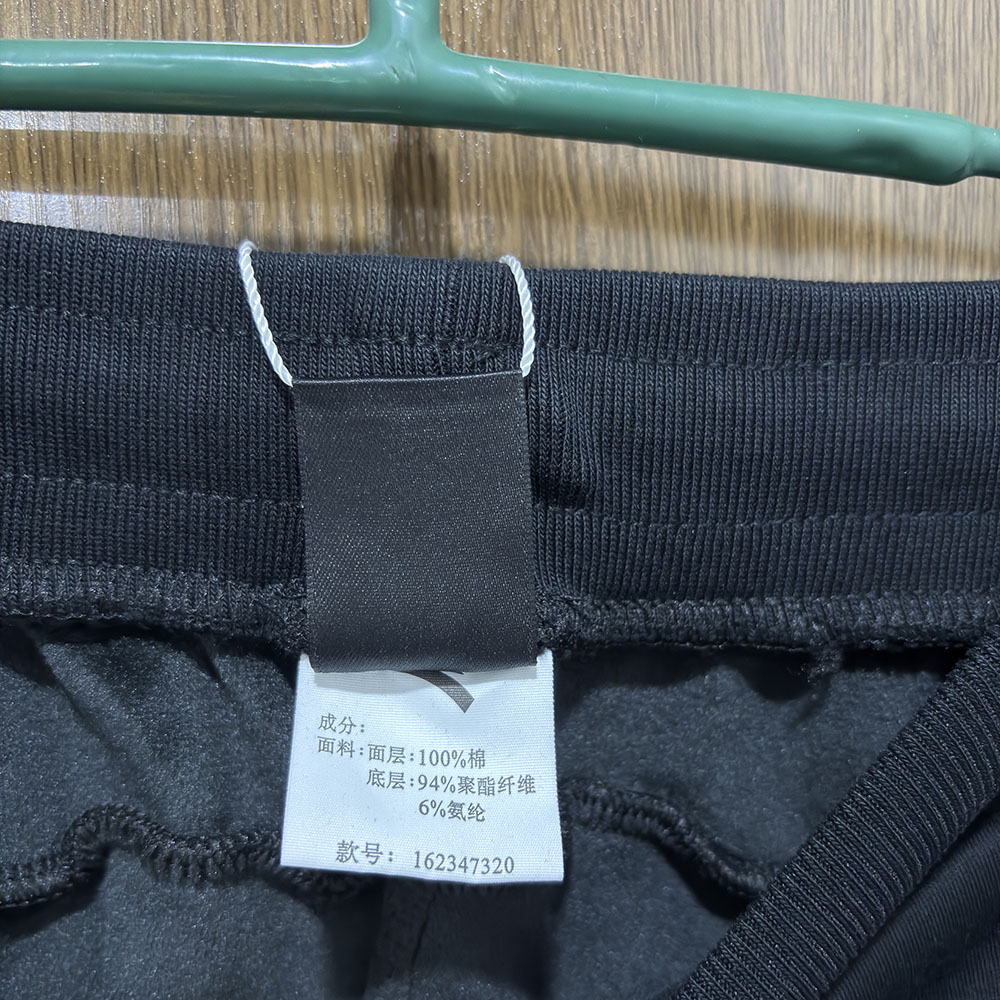 成分:
面料:面层:100%棉
底层:94%聚酯纤维
6%氨纶
款号: 162347320